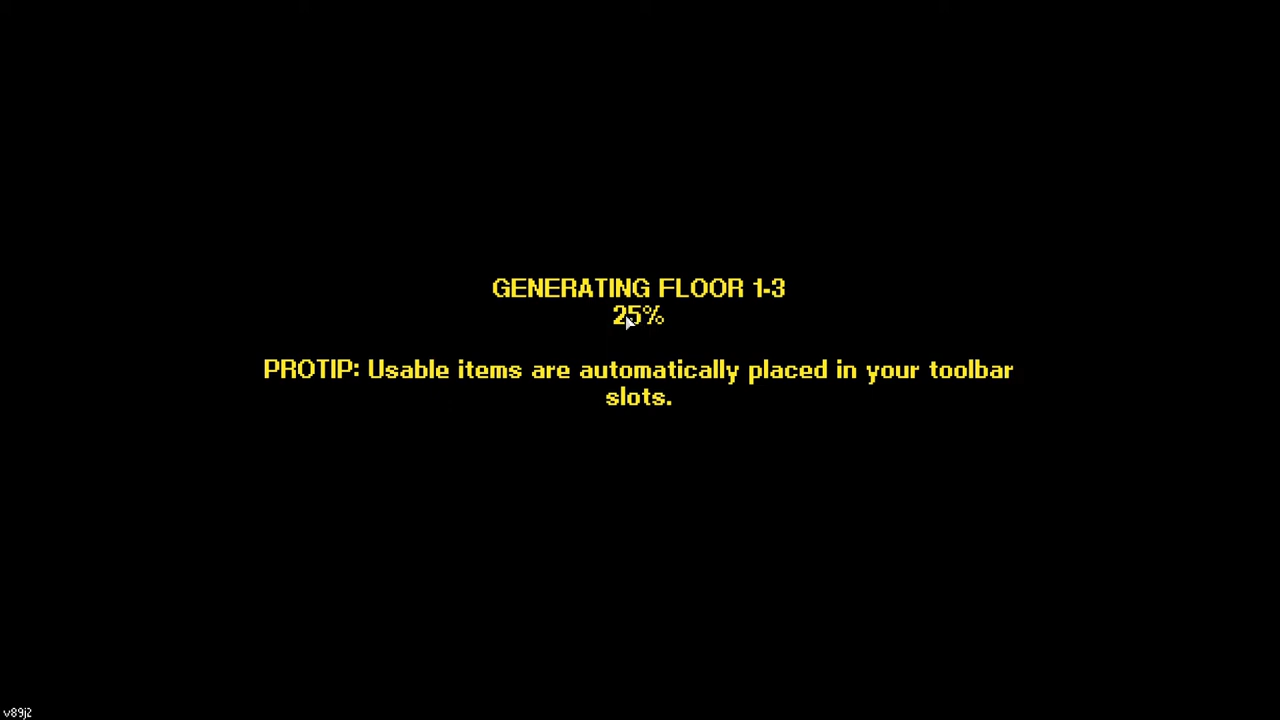 GENERATING FLOOR 1-3
25%
PROTIP: Usable items are automatically placed in your toolbar
slots.
v89j2